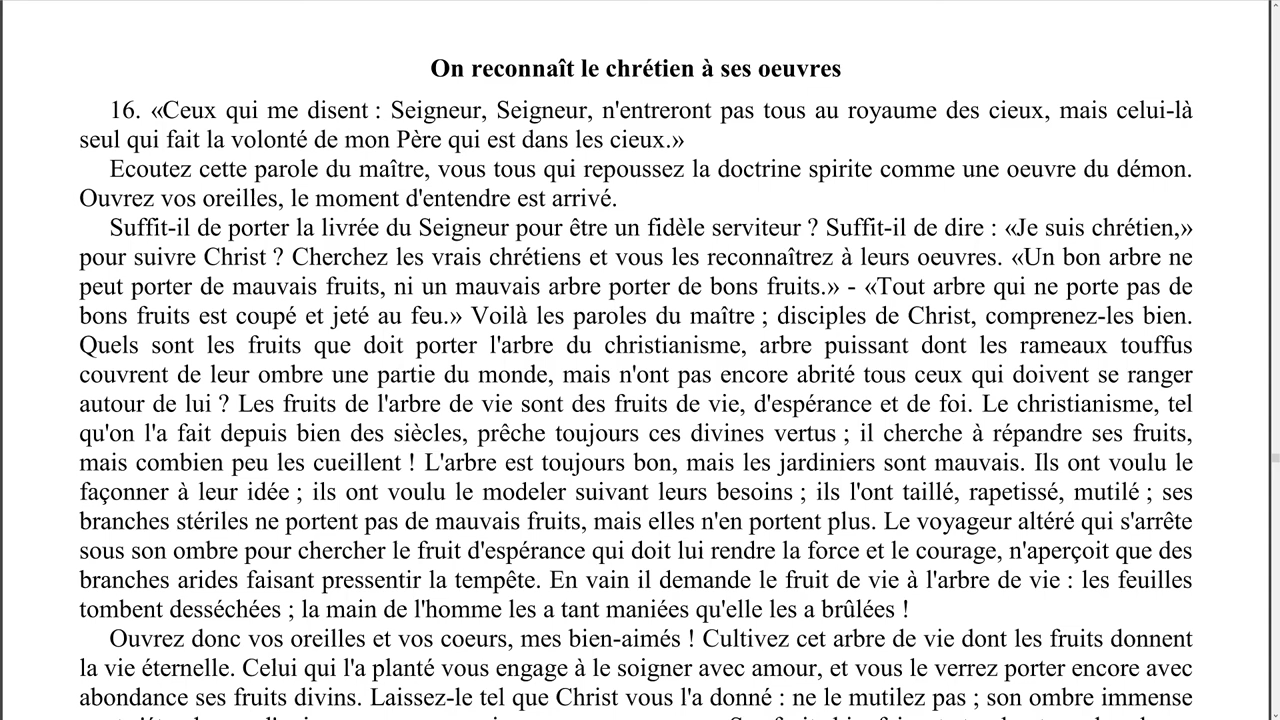 On reconnaît le chrétien à ses oeuvres
16. «Ceux qui me disent : Seigneur, Seigneur, n'entreront pas tous au royaume des cieux, mais celui-là
seul qui fait la volonté de mon Père qui est dans les cieux.»
Ecoutez cette parole du maître, vous tous qui repoussez la doctrine spirite comme une oeuvre du démon.
Ouvrez vos oreilles, le moment d'entendre est arrivé.
Suffit-il de porter la livrée du Seigneur pour être un fidèle serviteur ? Suffit-il de dire : «Je suis chrétien,»
pour suivre Christ ? Cherchez les vrais chrétiens et vous les reconnaîtrez à leurs oeuvres. «Un bon arbre ne
peut porter de mauvais fruits, ni un mauvais arbre porter de bons fruits.» - «Tout arbre qui ne porte pas de
bons fruits est coupé et jeté au feu.» Voilà les paroles du maître ; disciples de Christ, comprenez-les bien.
Quels sont les fruits que doit porter l'arbre du christianisme, arbre puissant dont les rameaux touffus
couvrent de leur ombre une partie du monde, mais n'ont pas encore abrité tous ceux qui doivent se ranger
autour de lui ? Les fruits de l'arbre de vie sont des fruits de vie, d'espérance et de foi. Le christianisme, tel
qu'on l'a fait depuis bien des siècles, prêche toujours ces divines vertus ; il cherche à répandre ses fruits,
mais combien peu les cueillent ! L'arbre est toujours bon, mais les jardiniers sont mauvais. Ils ont voulu le
façonner à leur idée ; ils ont voulu le modeler suivant leurs besoins ; ils l'ont taillé, rapetissé, mutilé ; ses
branches stériles ne portent pas de mauvais fruits, mais elles n'en portent plus. Le voyageur altéré qui s'arrête
sous son ombre pour chercher le fruit d'espérance qui doit lui rendre la force et le courage, n'aperçoit que des
branches arides faisant pressentir la tempête. En vain il demande le fruit de vie à l'arbre de vie : les feuilles
tombent desséchées ; la main de l'homme les a tant maniées qu'elle les a brûlées !
Ouvrez donc vos oreilles et vos coeurs, mes bien-aimés ! Cultivez cet arbre de vie dont les fruits donnent
la vie éternelle. Celui qui l'a planté vous engage à le soigner avec amour, et vous le verrez porter encore avec
abondance ses fruits divins. Laissez-le tel que Christ vous l'a donné : ne le mutilez pas ; son ombre immense